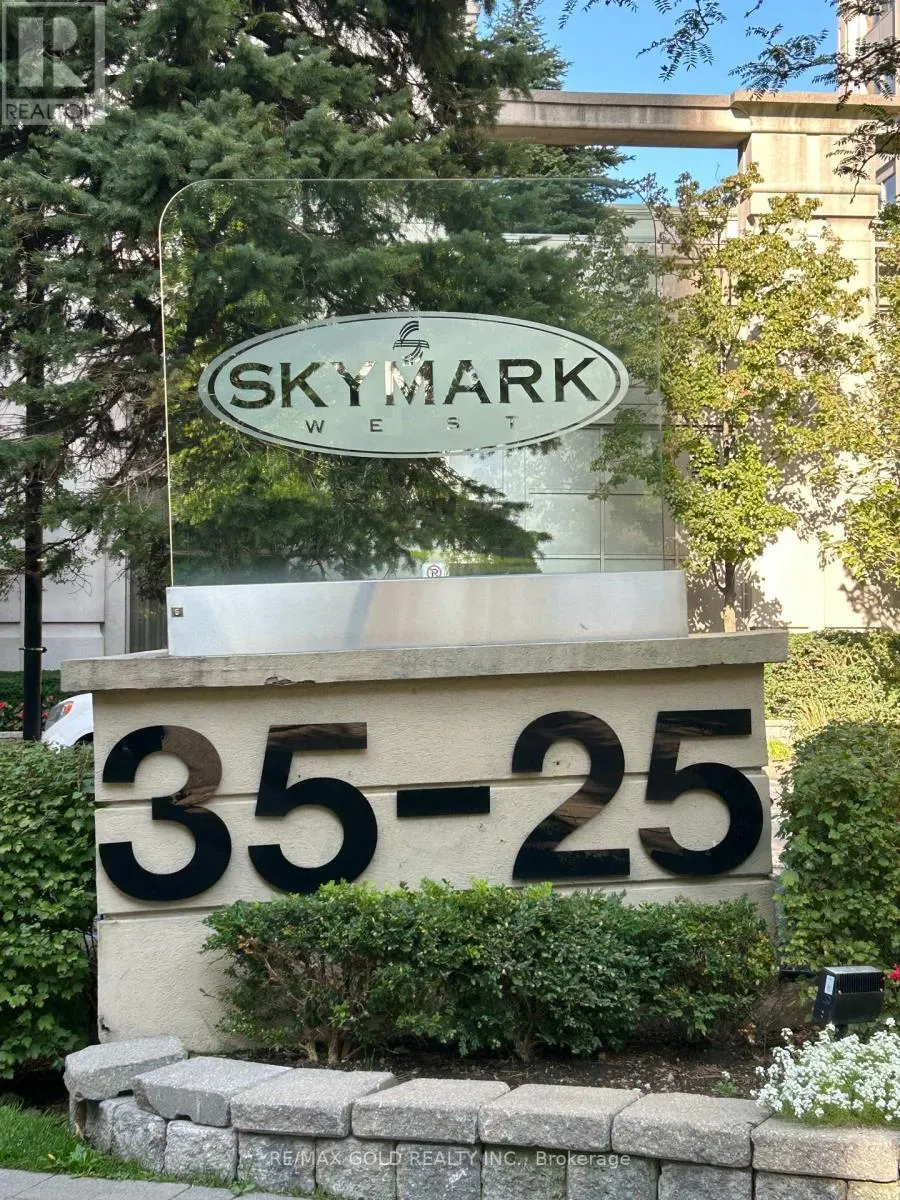 R
REALTOR
SKYMARK
WEST
R
35-25
RE/MAX GOLD REALTY INC., Brokerage